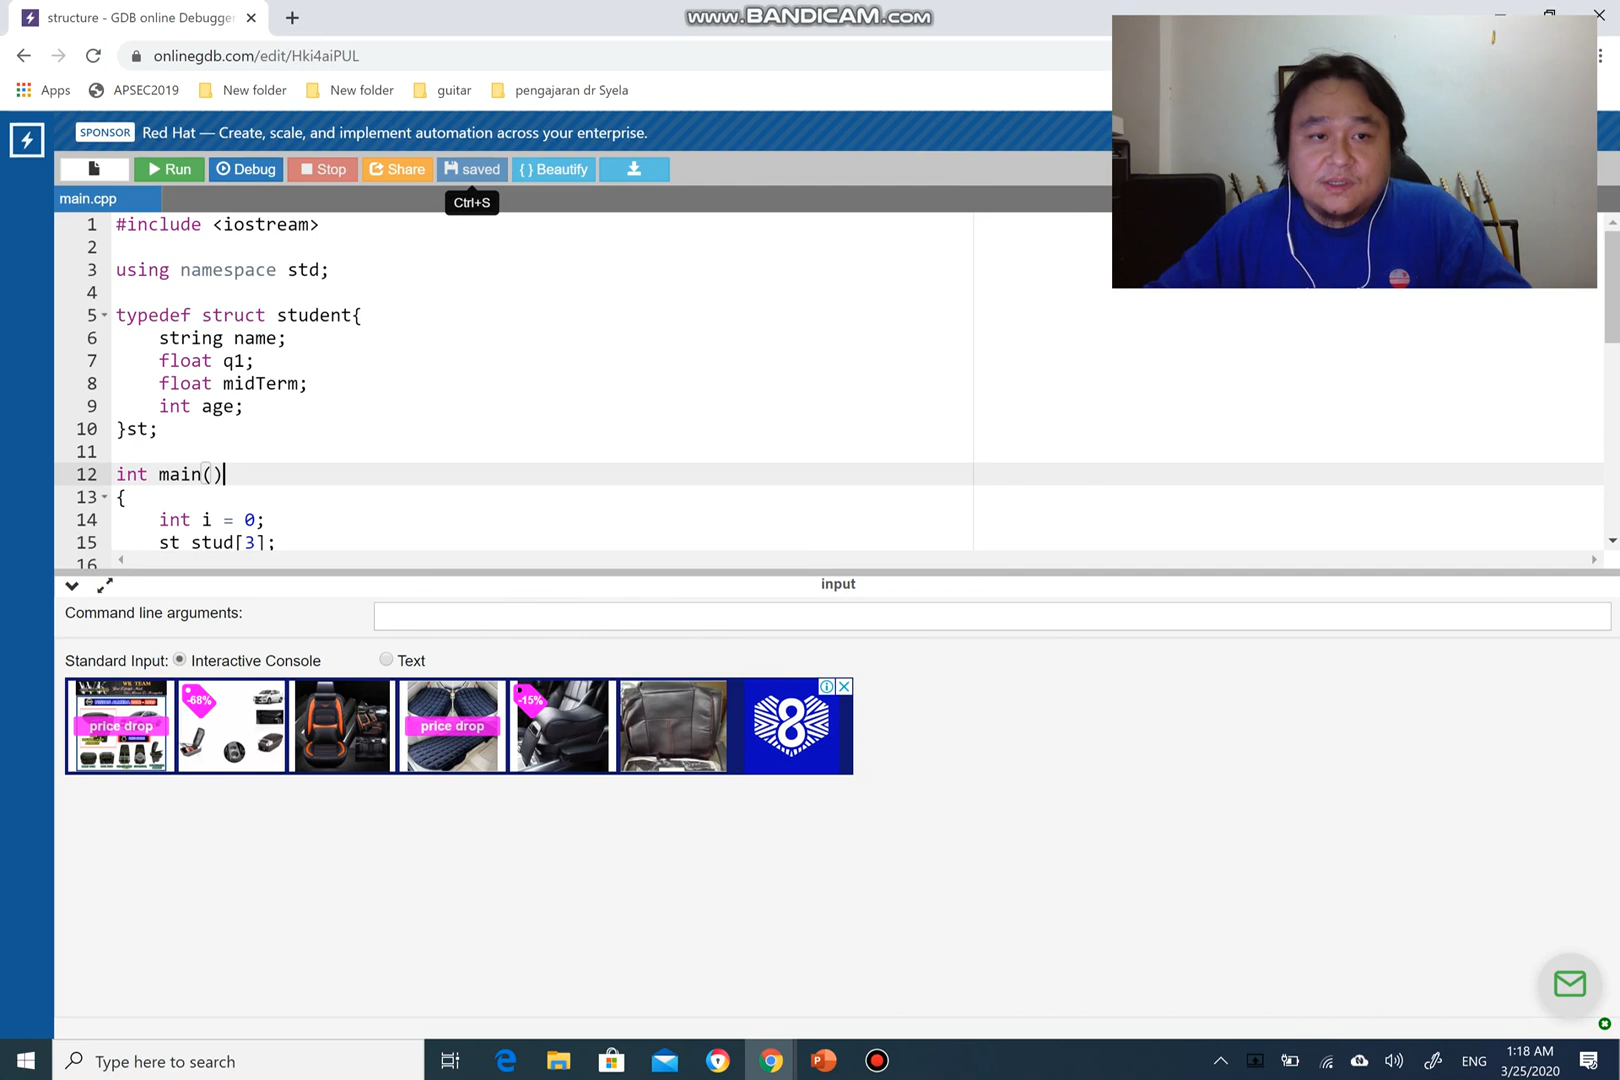 structure - GDB online Debugger
www.BANDICAM.com
onlinegdb.com/edit/Hki4aiPUL
Apps
APSEC2019
New folder
New folder
guitar
pengajaran dr Syela
SPONSOR
Red Hat — Create, scale, and implement automation across your enterprise.
Run
Debug
Stop
Share
saved
{ } Beautify
main.cpp
Ctrl+S
1 #include <iostream>
2
3 using namespace std;
4
5 typedef struct student{
6 string name;
7 float q1;
8 float midTerm;
9 int age;
10 }st;
11
12 int main()
13 {
14 int i = 0;
15 st stud[3];
16
input
Command line arguments:
Standard Input:
Interactive Console
Text
price drop
-68%
price drop
-15%
8
Type here to search
ENG
1:18 AM
3/25/2020